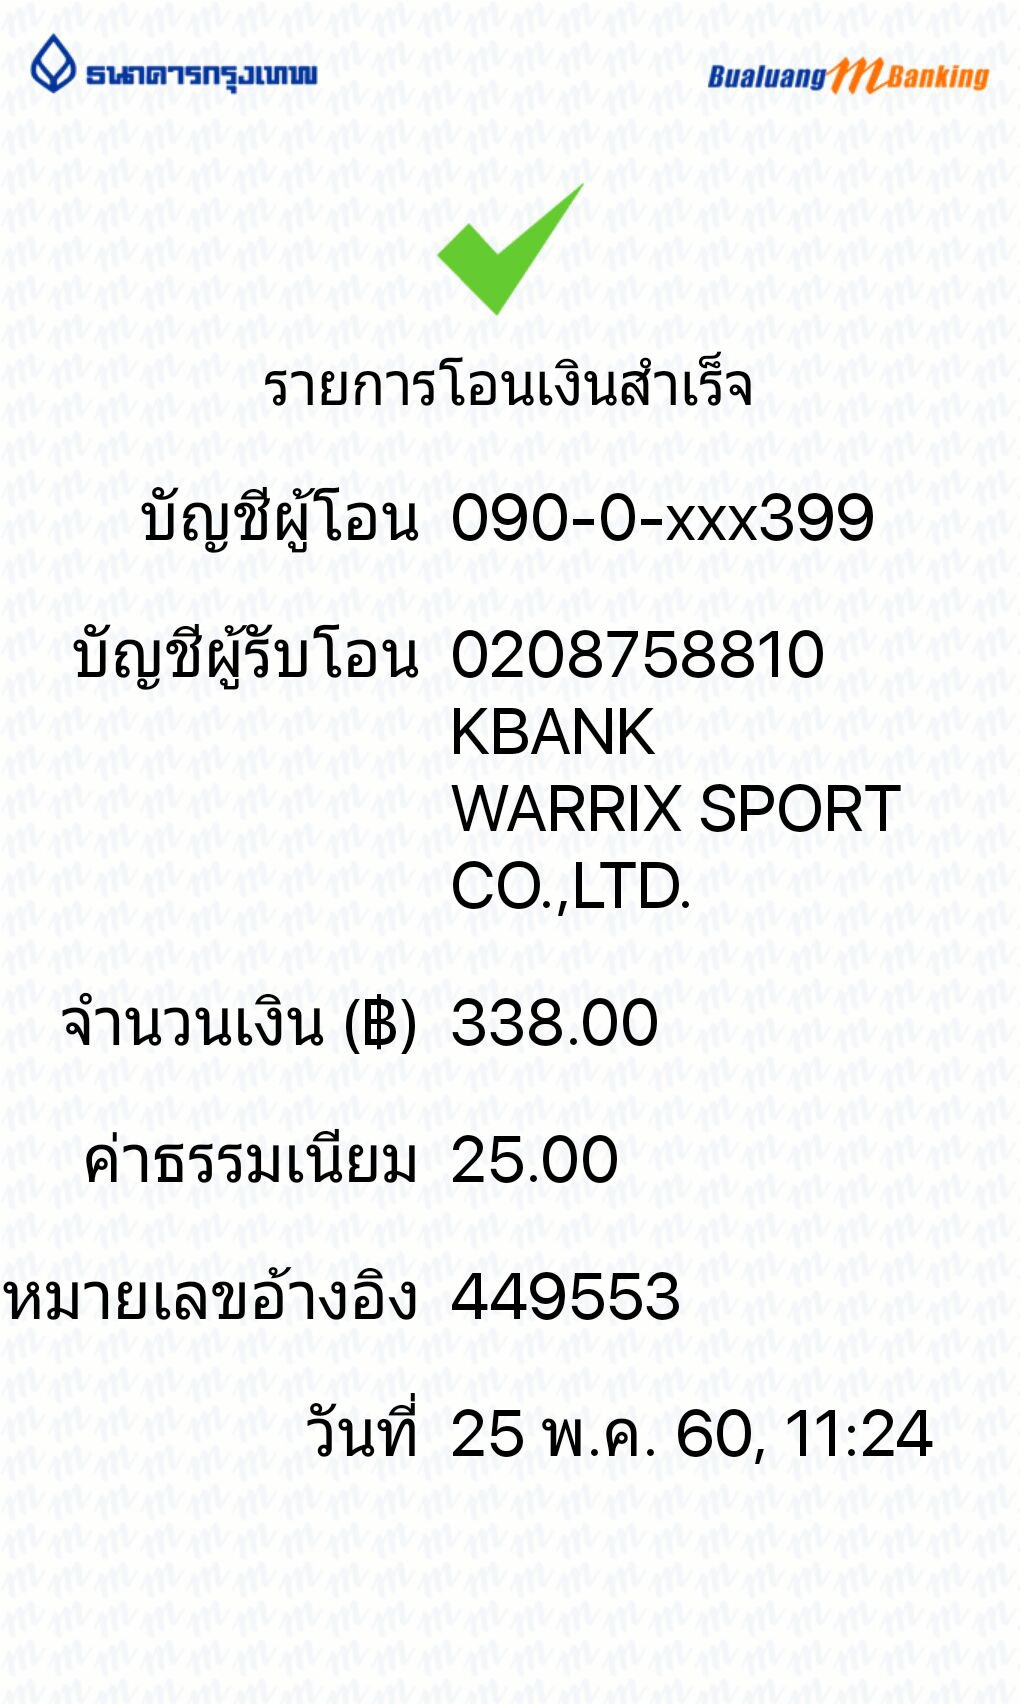 ธนาคารกรุงเทพ Bualuang mBanking
รายการโอนเงินสำเร็จ
บัญชีผู้โอน 090-0-xxx399
บัญชีผู้รับโอน 0208758810
KBANK
WARRIX SPORT
CO.,LTD.
จำนวนเงิน (฿) 338.00
ค่าธรรมเนียม 25.00
หมายเลขอ้างอิง 449553
วันที่ 25 พ.ค. 60, 11:24